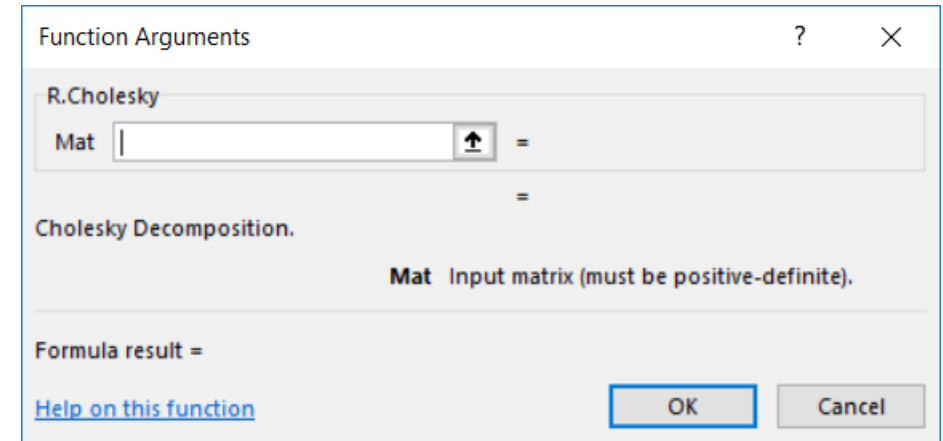 Function Arguments ? ×
R.Cholesky
Mat =
=
Cholesky Decomposition.
Mat Input matrix (must be positive-definite).
Formula result =
Help on this function OK Cancel